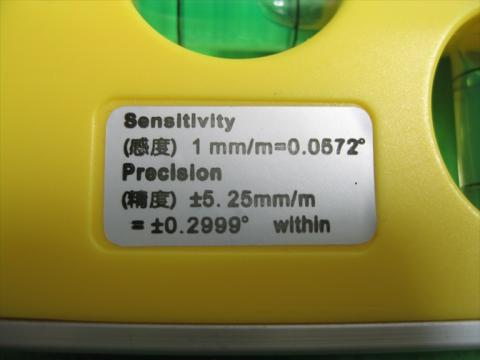 Sensitivity
(感度) 1 mm/m=0.0572°
Precision
(精度) ±5.25mm/m
=±0.2999° within